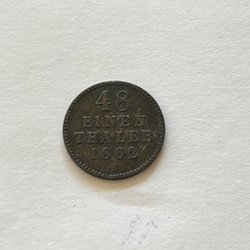 48
EINEN
THALER
1862